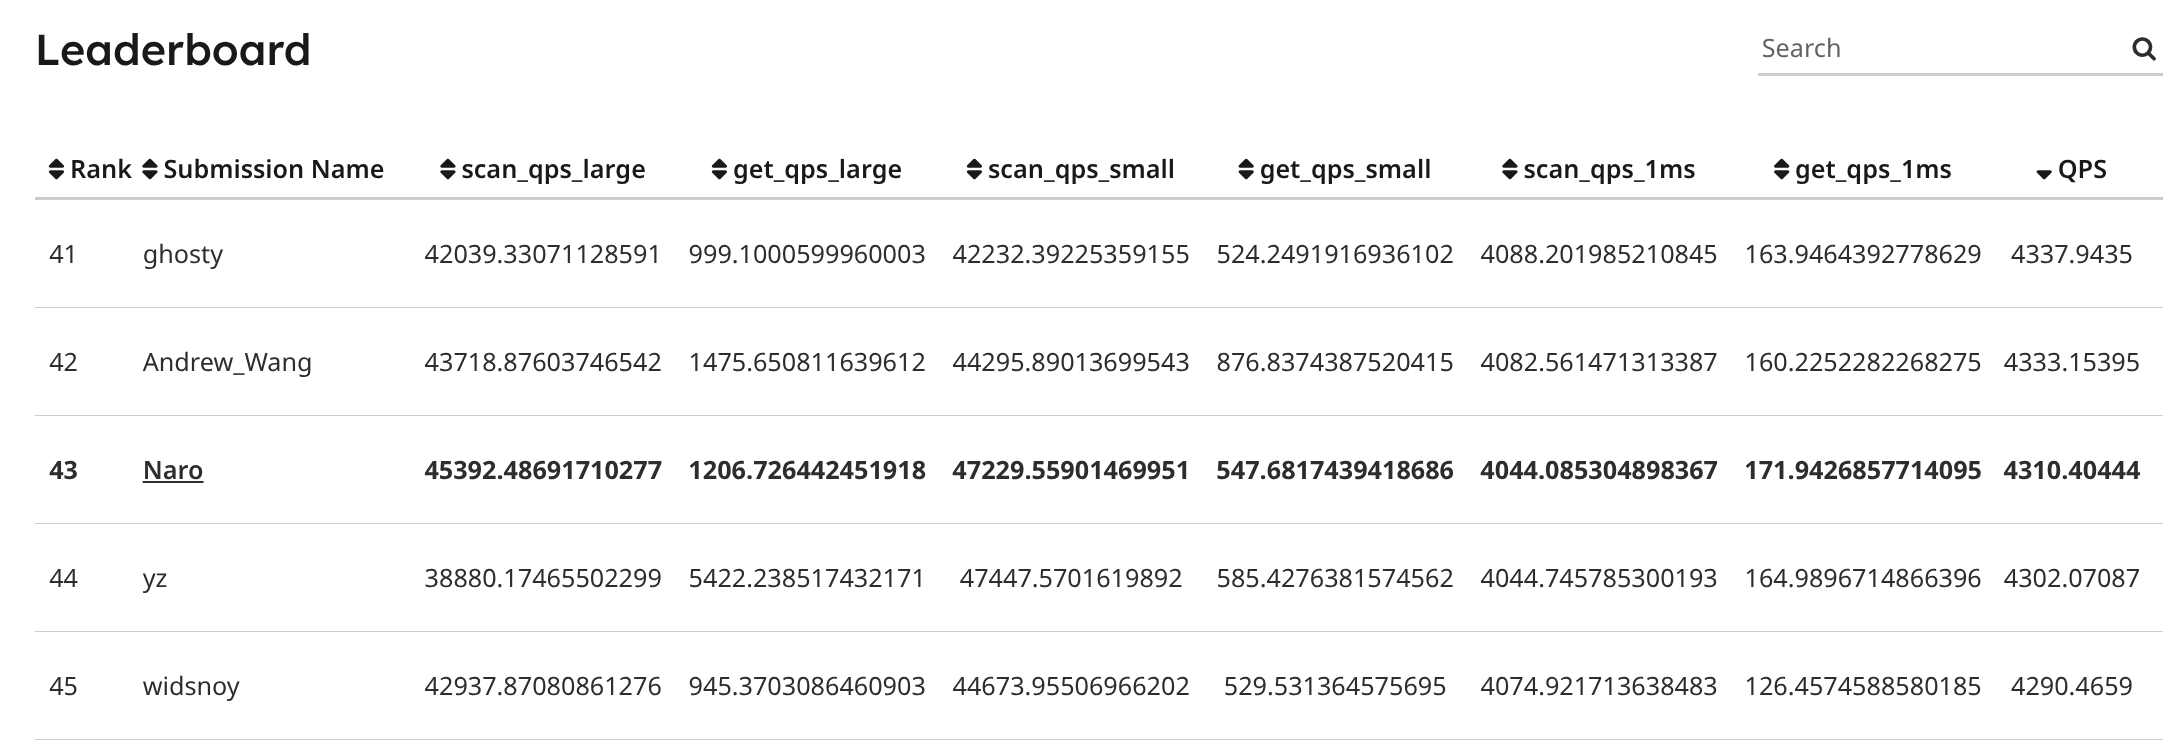 Leaderboard
Search
Rank Submission Name scan_qps_large get_qps_large scan_qps_small get_qps_small scan_qps_1ms get_qps_1ms QPS
41 ghosty 42039.33071128591 999.1000599960003 42232.39225359155 524.2491916936102 4088.201985210845 163.9464392778629 4337.9435
42 Andrew_Wang 43718.87603746542 1475.650811639612 44295.89013699543 876.8374387520415 4082.561471313387 160.2252282268275 4333.15395
43 Naro 45392.48691710277 1206.726442451918 47229.55901469951 547.6817439418686 4044.085304898367 171.9426857714095 4310.40444
44 yz 38880.17465502299 5422.238517432171 47447.5701619892 585.4276381574562 4044.745785300193 164.9896714866396 4302.07087
45 widsnoy 42937.87080861276 945.3703086460903 44673.95506966202 529.531364575695 4074.921713638483 126.4574588580185 4290.4659